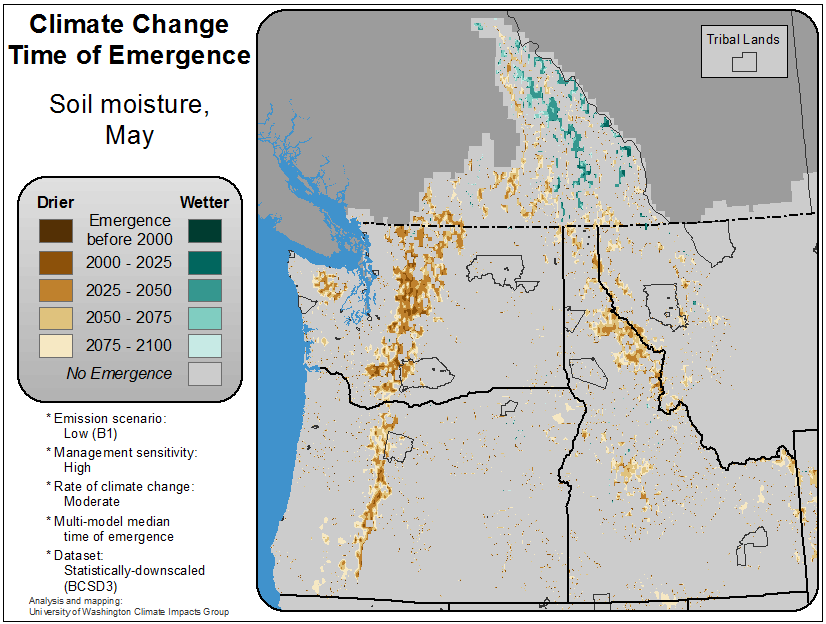 Climate Change
Time of Emergence
Soil moisture,
May
Tribal Lands
Drier
Wetter
Emergence
before 2000
2000 - 2025
2025 - 2050
2050 - 2075
2075 - 2100
No Emergence
* Emission scenario:
Low (B1)
* Management sensitivity:
High
* Rate of climate change:
Moderate
* Multi-model median
time of emergence
* Dataset:
Statistically-downscaled
(BCSD3)
Analysis and mapping:
University of Washington Climate Impacts Group